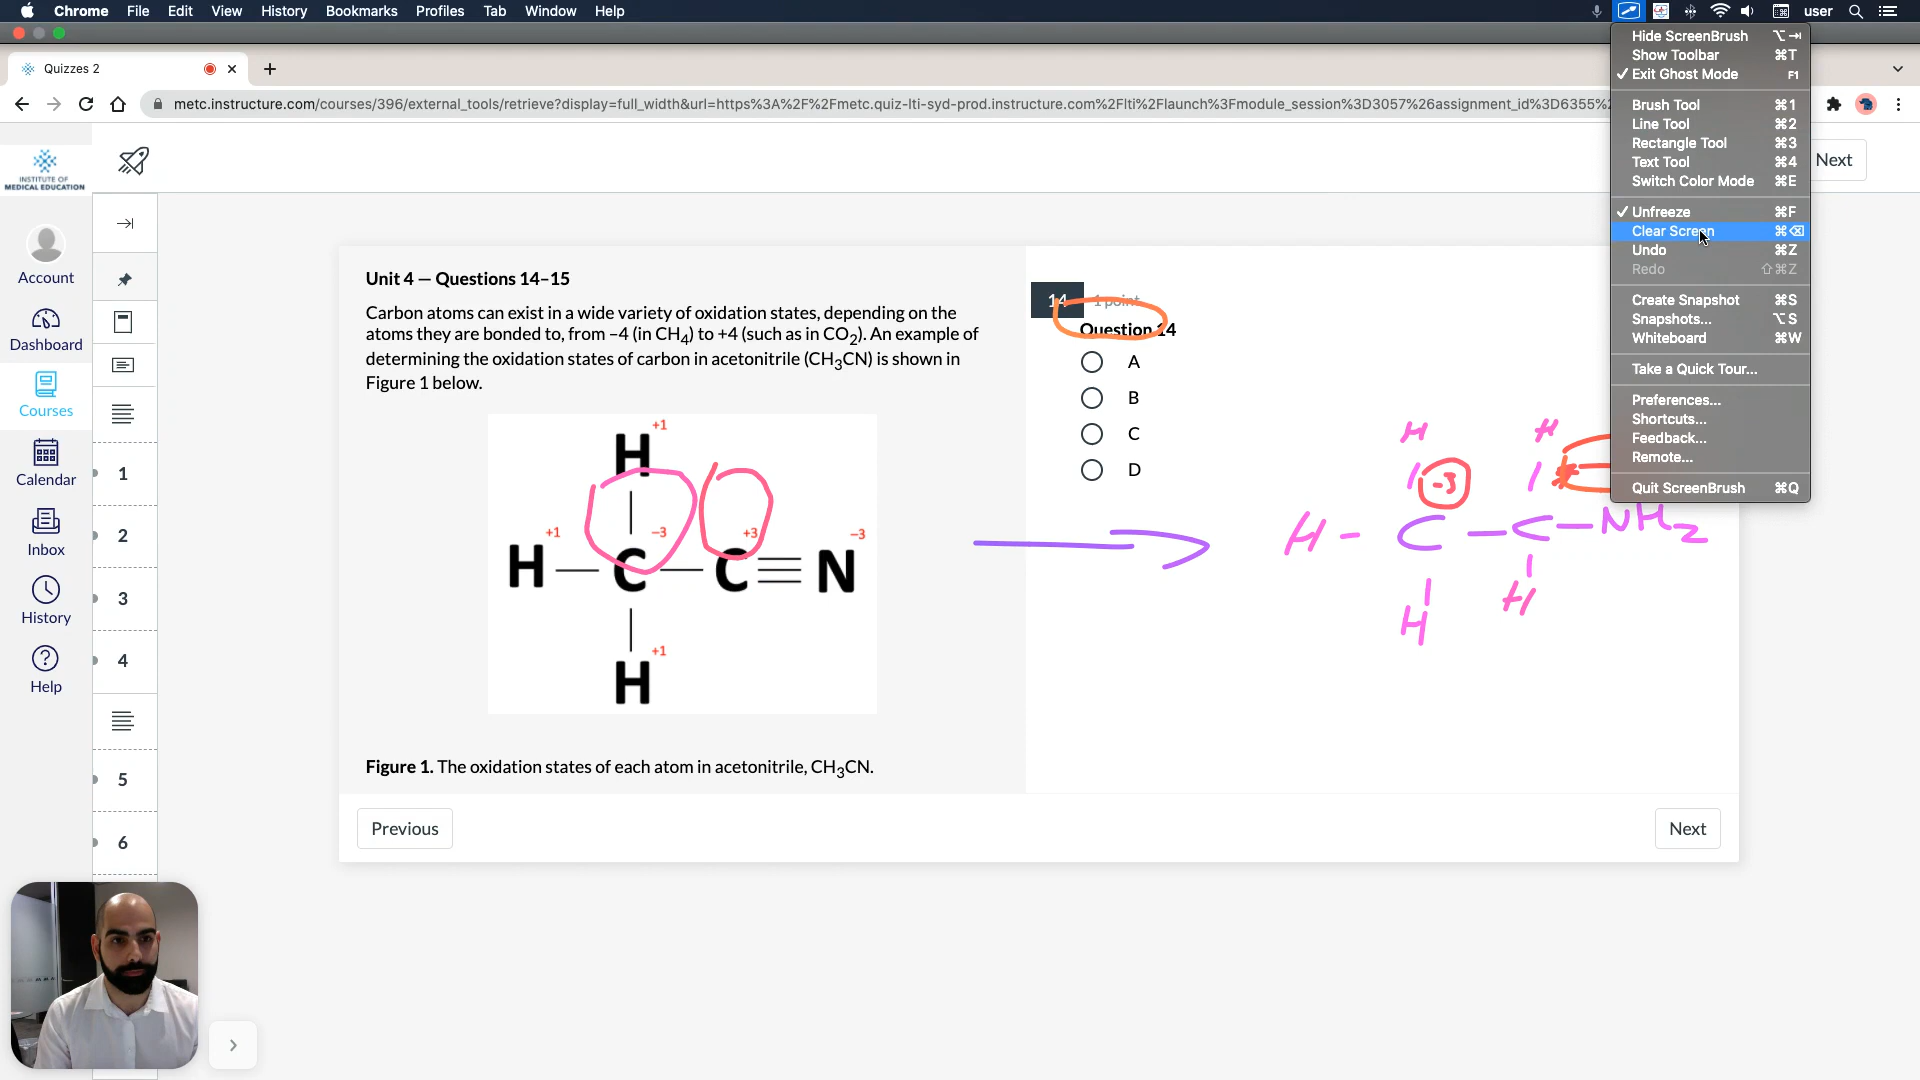 Chrome File Edit View History Bookmarks Profiles Tab Window Help user
Quizzes 2
metc.instructure.com/courses/396/external_tools/retrieve?display=full_width&url=https%3A%2F%2Fmetc.quiz-lti-syd-prod.instructure.com%2Flti%2Flaunch%3Fmodule_session%3D3057%26assignment_id%3D6355%2
Hide ScreenBrush ⌥⇥
Show Toolbar ⌘T
✓ Exit Ghost Mode F1
Brush Tool ⌘1
Line Tool ⌘2
Rectangle Tool ⌘3
Text Tool ⌘4
Switch Color Mode ⌘E
✓ Unfreeze ⌘F
Clear Screen ⌘⌫
Undo ⌘Z
Redo ⇧⌘Z
Create Snapshot ⌘S
Snapshots... ⌥S
Whiteboard ⌘W
Take a Quick Tour...
Preferences...
Shortcuts...
Feedback...
Remote...
Quit ScreenBrush ⌘Q
Next
INSTITUTE OF
MEDICAL EDUCATION
Account
Dashboard
Courses
Calendar
Inbox
History
Help
1
2
3
4
5
6
Unit 4 — Questions 14–15
Carbon atoms can exist in a wide variety of oxidation states, depending on the
atoms they are bonded to, from −4 (in CH4) to +4 (such as in CO2). An example of
determining the oxidation states of carbon in acetonitrile (CH3CN) is shown in
Figure 1 below.
+1
H
+1 −3 +3 −3
H C C N
+1
H
Figure 1. The oxidation states of each atom in acetonitrile, CH3CN.
14 1 point
Question 14
A
B
C
D
H H
-3
H - C - C - NH2
H H
Previous
Next